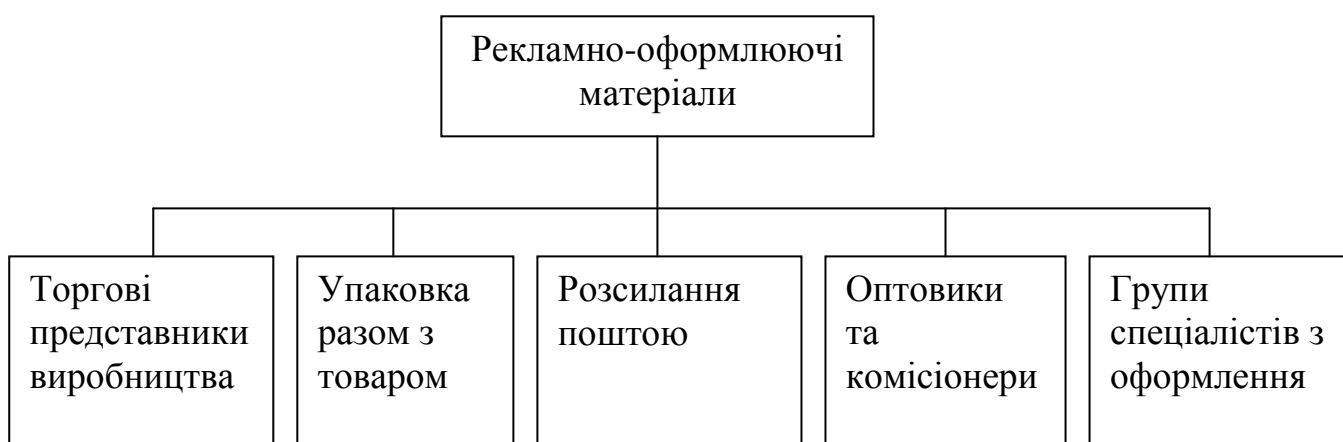 Рекламно-оформлюючі
матеріали
Торгові
представники
виробництва
Упаковка
разом з
товаром
Розсилання
поштою
Оптовики
та
комісіонери
Групи
спеціалістів з
оформлення